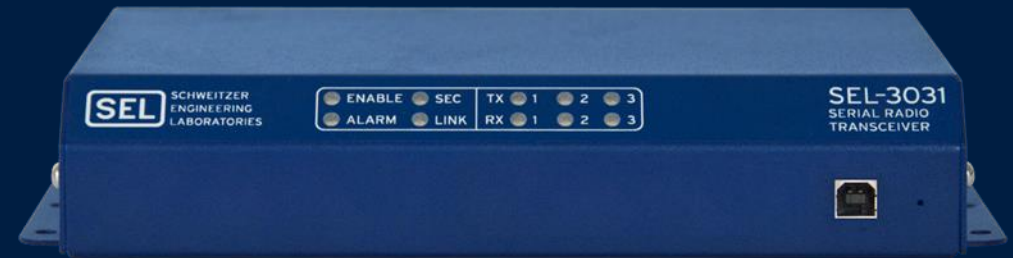 SEL
SCHWEITZER
ENGINEERING
LABORATORIES
ENABLE SEC TX 1 2 3
ALARM LINK RX 1 2 3
SEL-3031
SERIAL RADIO
TRANSCEIVER